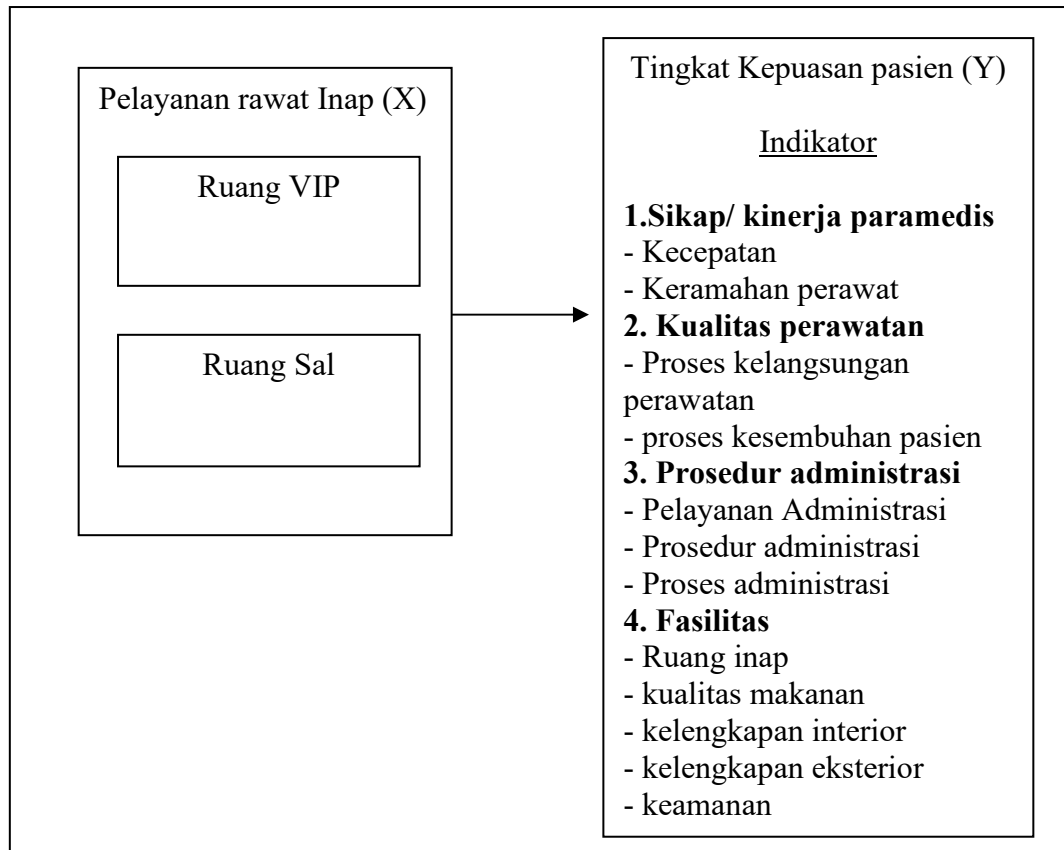 Pelayanan rawat Inap (X)
Ruang VIP
Ruang Sal
Tingkat Kepuasan pasien (Y)
Indikator
1.Sikap/ kinerja paramedis
- Kecepatan
- Keramahan perawat
2. Kualitas perawatan
- Proses kelangsungan
perawatan
- proses kesembuhan pasien
3. Prosedur administrasi
- Pelayanan Administrasi
- Prosedur administrasi
- Proses administrasi
4. Fasilitas
- Ruang inap
- kualitas makanan
- kelengkapan interior
- kelengkapan eksterior
- keamanan